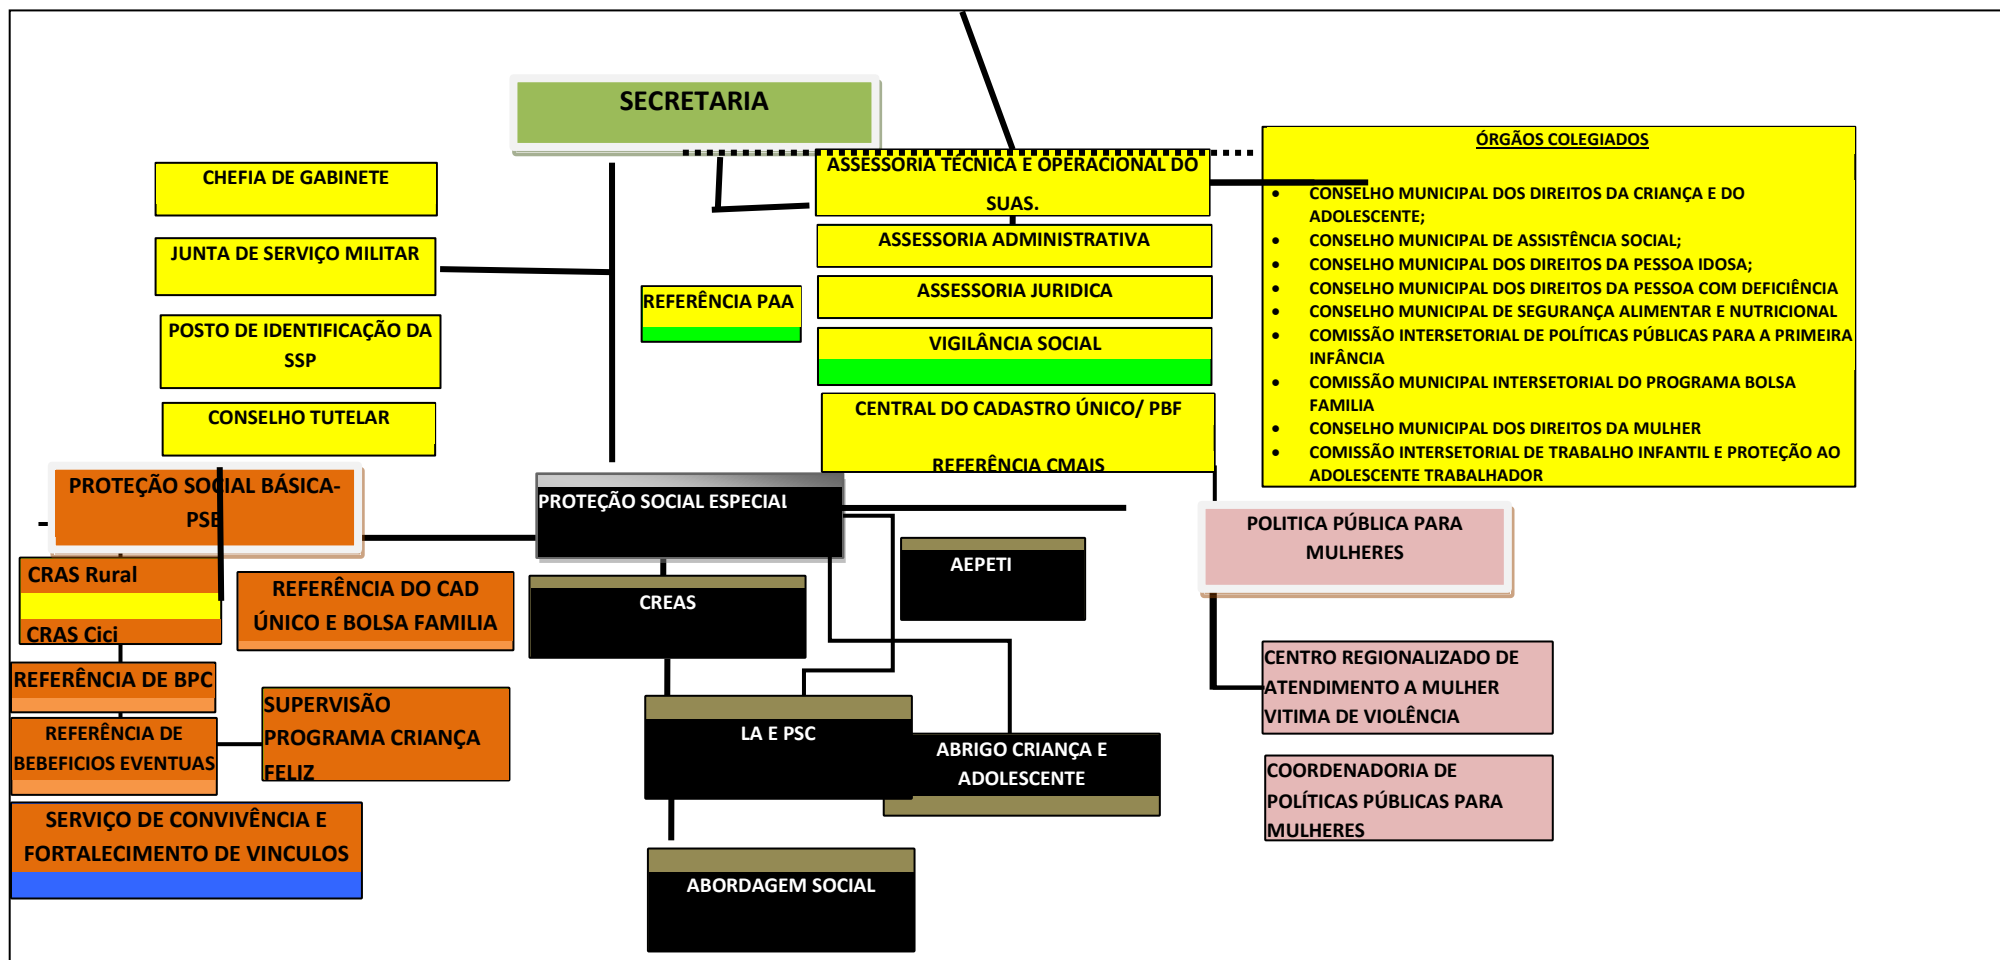 SECRETARIA
CHEFIA DE GABINETE
JUNTA DE SERVIÇO MILITAR
POSTO DE IDENTIFICAÇÃO DA
SSP
CONSELHO TUTELAR
REFERÊNCIA PAA
ASSESSORIA TÉCNICA E OPERACIONAL DO
SUAS.
ASSESSORIA ADMINISTRATIVA
ASSESSORIA JURIDICA
VIGILÂNCIA SOCIAL
CENTRAL DO CADASTRO ÚNICO/ PBF
REFERÊNCIA CMAIS
ÓRGÃOS COLEGIADOS
• CONSELHO MUNICIPAL DOS DIREITOS DA CRIANÇA E DO
ADOLESCENTE;
• CONSELHO MUNICIPAL DE ASSISTÊNCIA SOCIAL;
• CONSELHO MUNICIPAL DOS DIREITOS DA PESSOA IDOSA;
• CONSELHO MUNICIPAL DOS DIREITOS DA PESSOA COM DEFICIÊNCIA
• CONSELHO MUNICIPAL DE SEGURANÇA ALIMENTAR E NUTRICIONAL
• COMISSÃO INTERSETORIAL DE POLÍTICAS PÚBLICAS PARA A PRIMEIRA
INFÂNCIA
• COMISSÃO MUNICIPAL INTERSETORIAL DO PROGRAMA BOLSA
FAMILIA
• CONSELHO MUNICIPAL DOS DIREITOS DA MULHER
• COMISSÃO INTERSETORIAL DE TRABALHO INFANTIL E PROTEÇÃO AO
ADOLESCENTE TRABALHADOR
PROTEÇÃO SOCIAL BÁSICA-
PSB
CRAS Rural
CRAS Cici
REFERÊNCIA DO CAD
ÚNICO E BOLSA FAMILIA
REFERÊNCIA DE BPC
REFERÊNCIA DE
BEBEFICIOS EVENTUAS
SUPERVISÃO
PROGRAMA CRIANÇA
FELIZ
SERVIÇO DE CONVIVÊNCIA E
FORTALECIMENTO DE VINCULOS
PROTEÇÃO SOCIAL ESPECIAL
CREAS
AEPETI
LA E PSC
ABRIGO CRIANÇA E
ADOLESCENTE
ABORDAGEM SOCIAL
POLITICA PÚBLICA PARA
MULHERES
CENTRO REGIONALIZADO DE
ATENDIMENTO A MULHER
VITIMA DE VIOLÊNCIA
COORDENADORIA DE
POLÍTICAS PÚBLICAS PARA
MULHERES